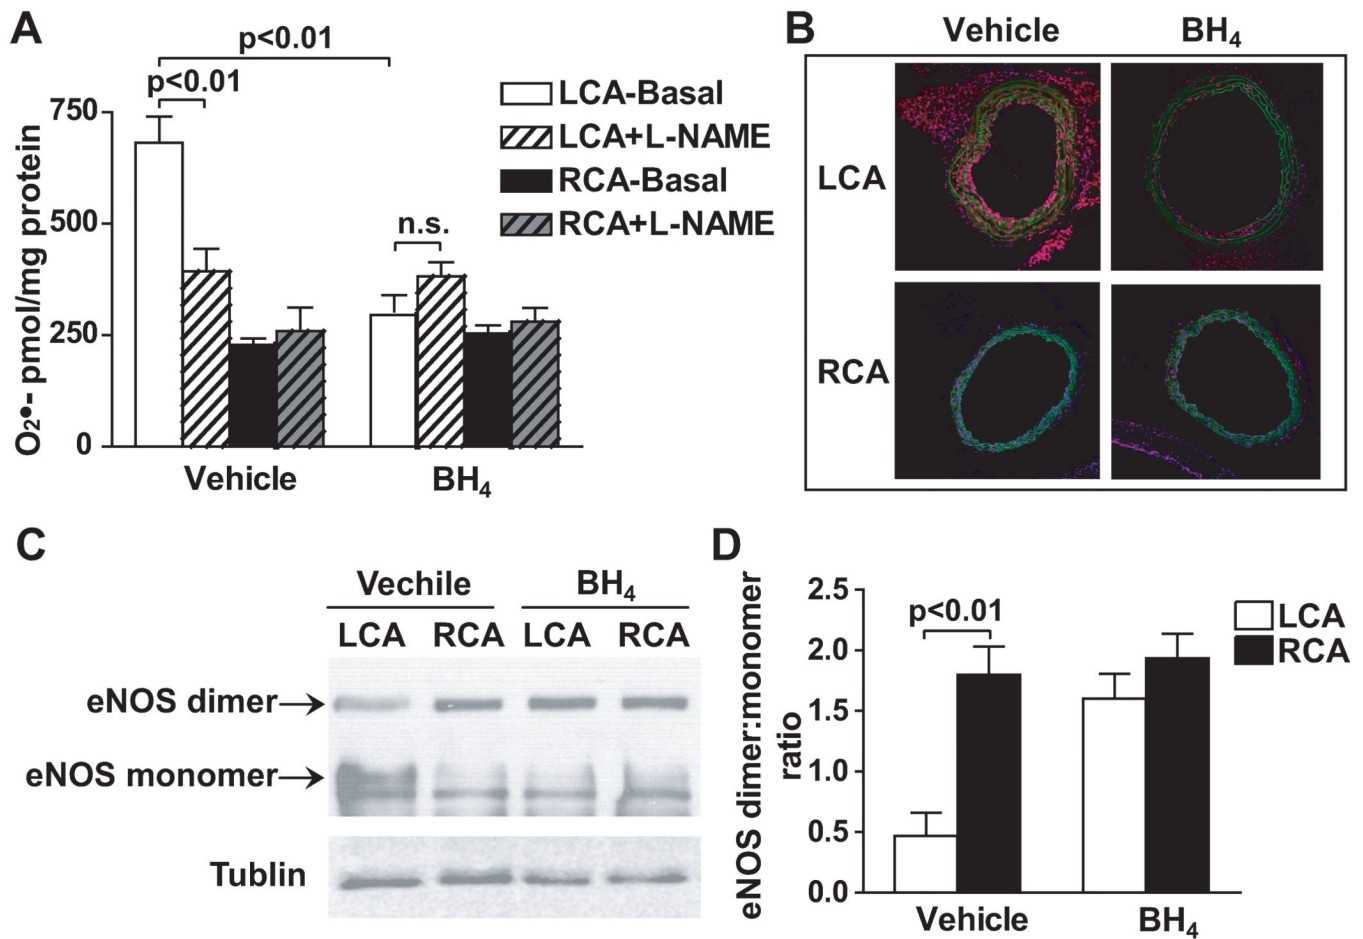 A
p<0.01
p<0.01
n.s.
O₂•- pmol/mg protein
750
500
250
0
Vehicle
BH₄
LCA-Basal
LCA+L-NAME
RCA-Basal
RCA+L-NAME
B
Vehicle
BH₄
LCA
RCA
C
Vechile
BH₄
LCA RCA LCA RCA
eNOS dimer
eNOS monomer
Tublin
D
eNOS dimer:monomer
ratio
2.5
2.0
1.5
1.0
0.5
0.0
p<0.01
Vehicle
BH₄
LCA
RCA